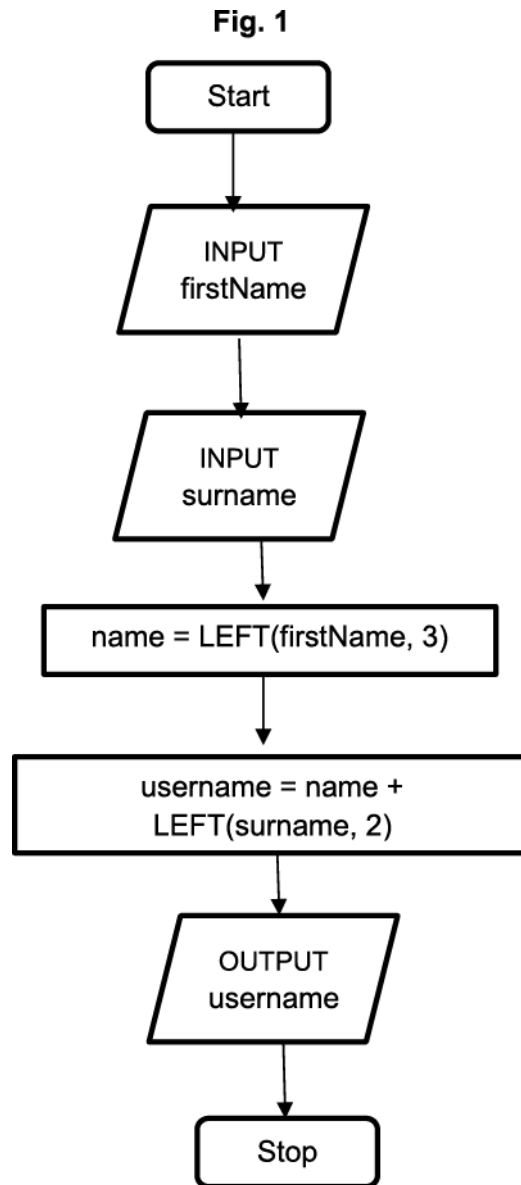 Fig. 1
Start
INPUT
firstName
INPUT
surname
name = LEFT(firstName, 3)
username = name +
LEFT(surname, 2)
OUTPUT
username
Stop